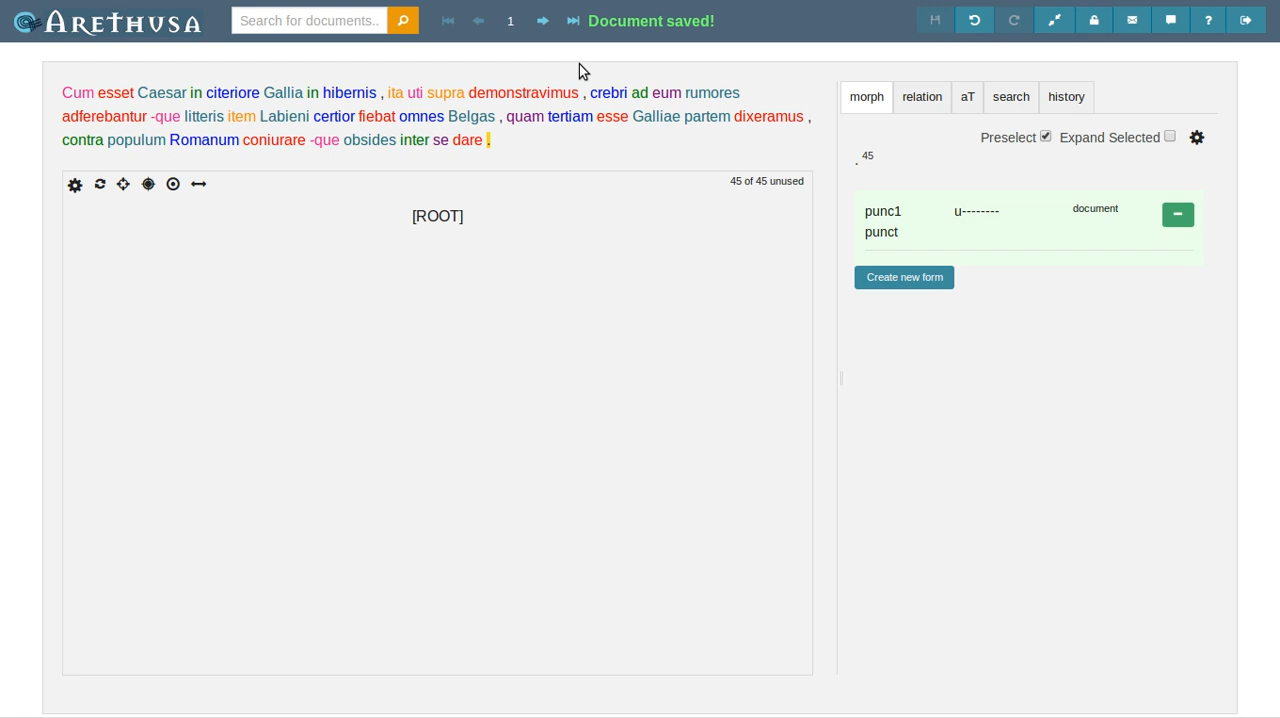 ARETHUSA Search for documents.. 1 Document saved! ?
Cum esset Caesar in citeriore Gallia in hibernis , ita uti supra demonstravimus , crebri ad eum rumores
adferebantur -que litteris item Labieni certior fiebat omnes Belgas , quam tertiam esse Galliae partem dixeramus ,
contra populum Romanum coniurare -que obsides inter se dare .
45 of 45 unused
[ROOT]
morph relation aT search history
Preselect Expand Selected
. 45
punc1 u-------- document
punct
Create new form